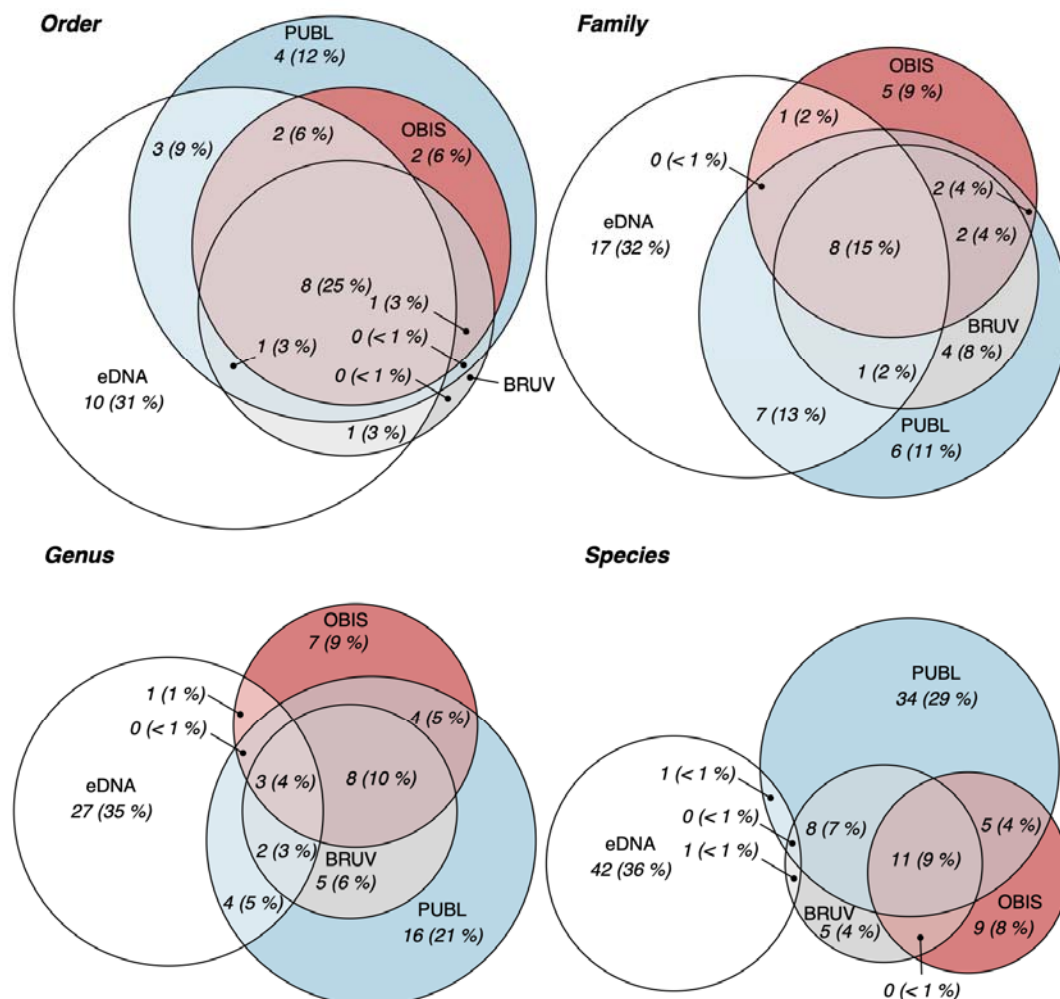 Order
PUBL
4 (12 %)
3 (9 %)
2 (6 %)
OBIS
2 (6 %)
8 (25 %)
1 (3 %)
0 (< 1 %)
1 (3 %)
0 (< 1 %)
BRUV
eDNA
10 (31 %)
1 (3 %)
Family
OBIS
5 (9 %)
1 (2 %)
0 (< 1 %)
2 (4 %)
eDNA
17 (32 %)
8 (15 %)
2 (4 %)
BRUV
4 (8 %)
1 (2 %)
7 (13 %)
PUBL
6 (11 %)
Genus
OBIS
7 (9 %)
1 (1 %)
0 (< 1 %)
4 (5 %)
3 (4 %)
8 (10 %)
eDNA
27 (35 %)
2 (3 %)
BRUV
5 (6 %)
4 (5 %)
PUBL
16 (21 %)
Species
PUBL
34 (29 %)
1 (< 1 %)
0 (< 1 %)
1 (< 1 %)
8 (7 %)
5 (4 %)
eDNA
42 (36 %)
11 (9 %)
BRUV
5 (4 %)
OBIS
9 (8 %)
0 (< 1 %)